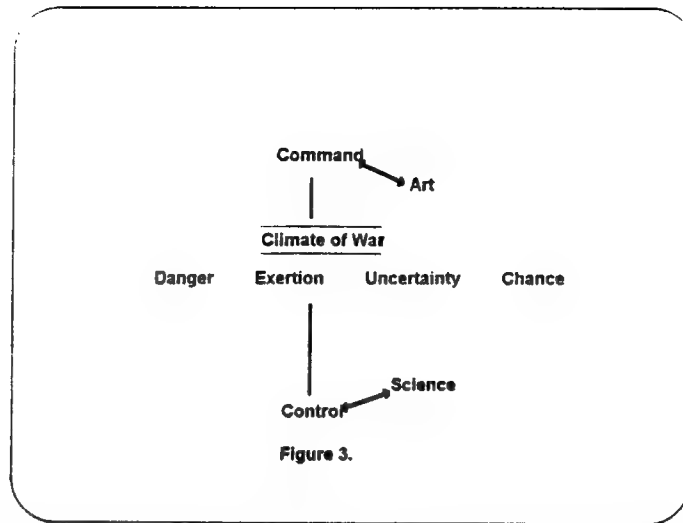 Command
Art
Climate of War
Danger Exertion Uncertainty Chance
Science
Control
Figure 3.